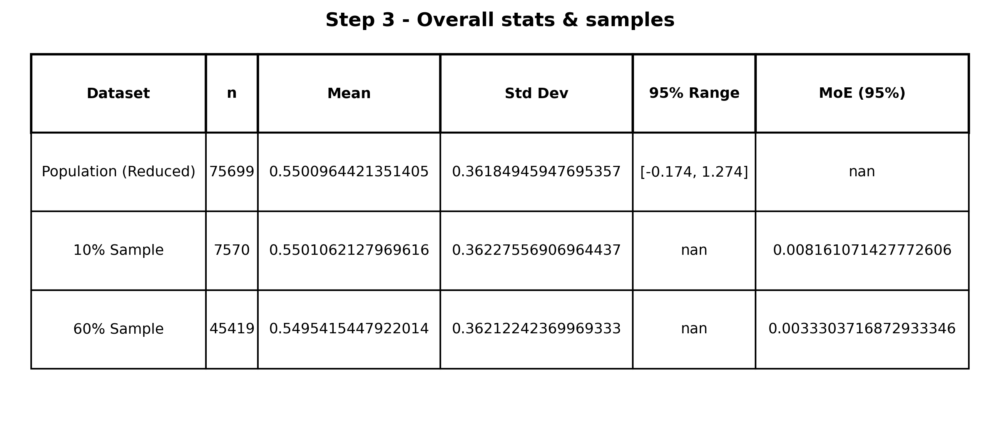 Step 3 - Overall stats & samples
Dataset n Mean Std Dev 95% Range MoE (95%)
Population (Reduced) 75699 0.5500964421351405 0.36184945947695357 [-0.174, 1.274] nan
10% Sample 7570 0.5501062127969616 0.36227556906964437 nan 0.008161071427772606
60% Sample 45419 0.5495415447922014 0.36212242369969333 nan 0.0033303716872933346